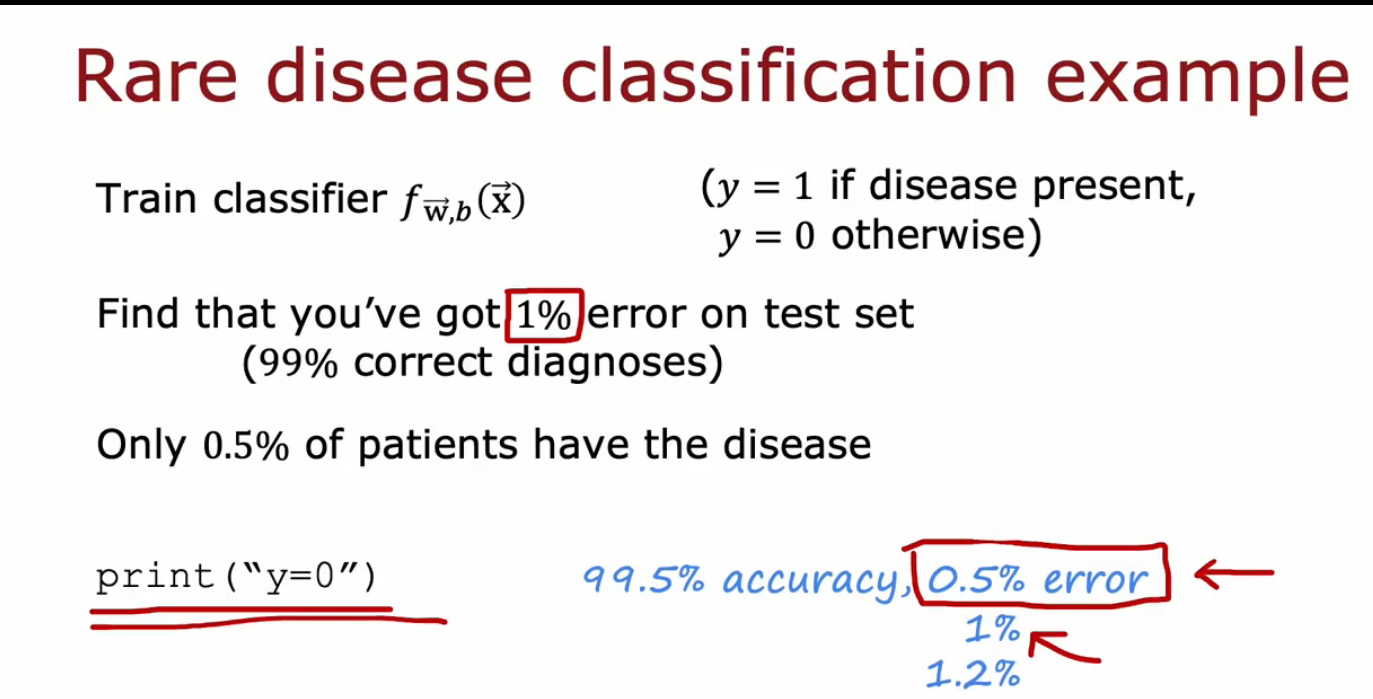 Rare disease classification example
Train classifier f_{\vec{w},b}(\vec{x})
(y = 1 if disease present,
y = 0 otherwise)
Find that you’ve got 1% error on test set
(99% correct diagnoses)
Only 0.5% of patients have the disease
print(“y=0”)
99.5% accuracy, 0.5% error
1%
1.2%